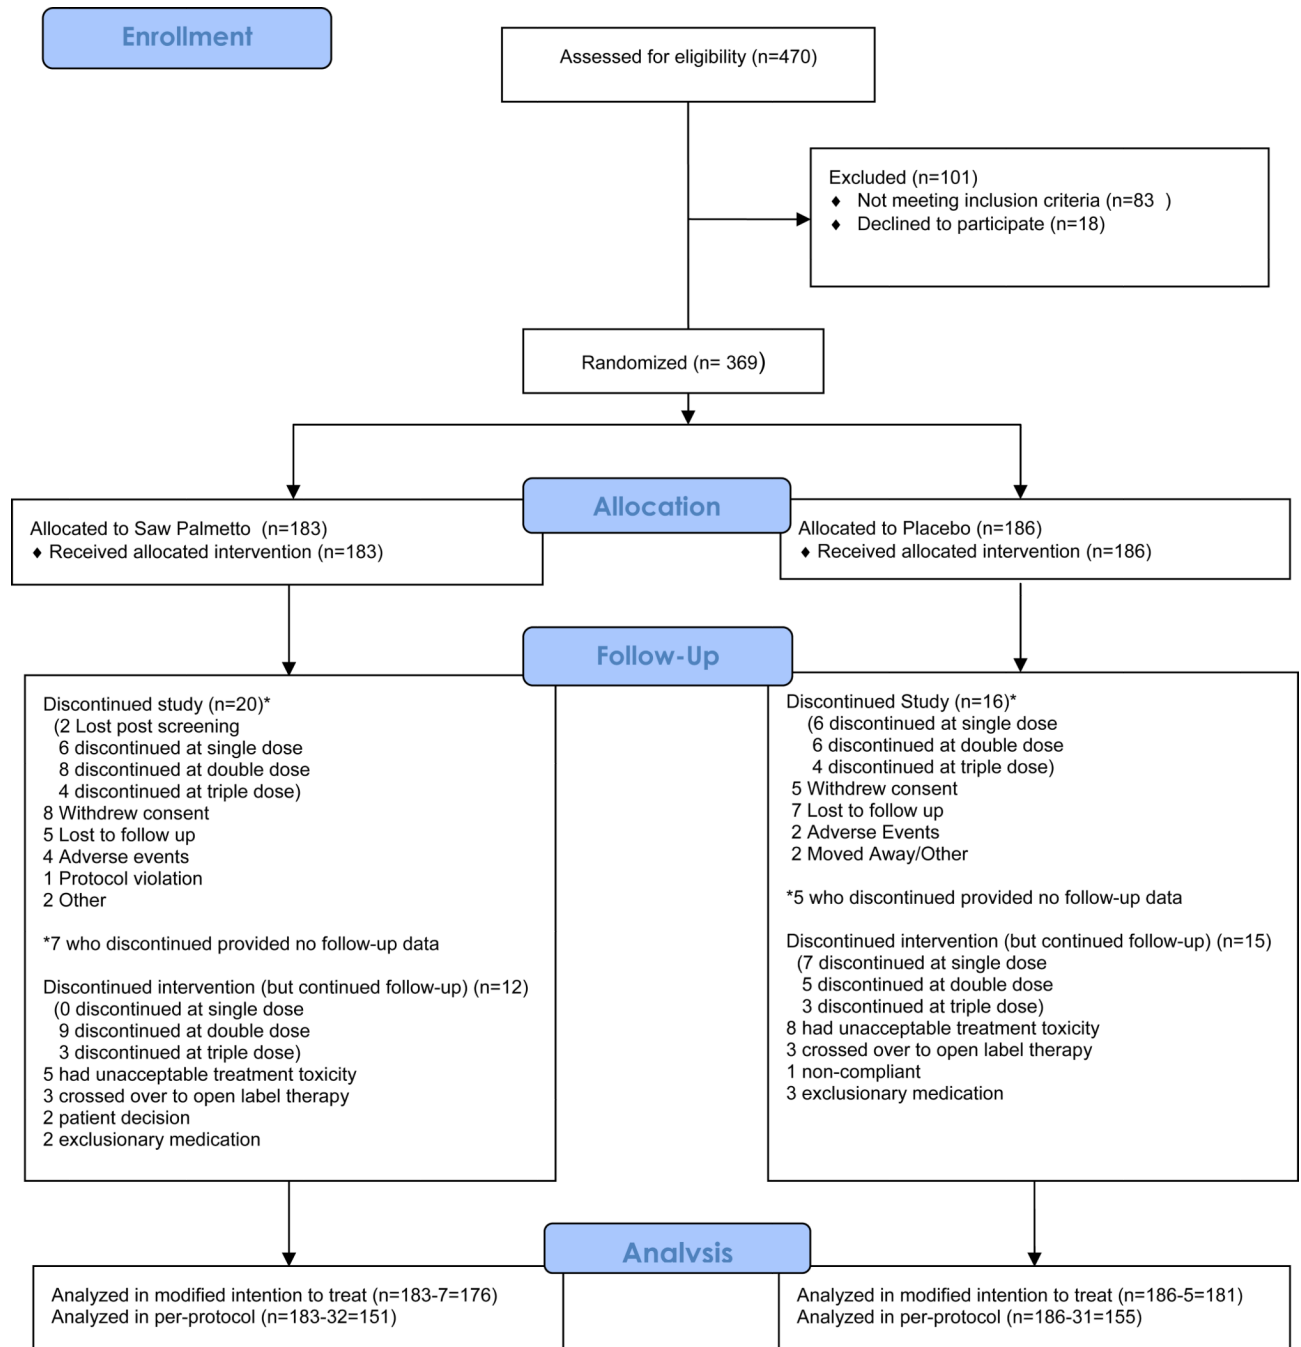 Enrollment
Assessed for eligibility (n=470)
Excluded (n=101)
♦ Not meeting inclusion criteria (n=83 )
♦ Declined to participate (n=18)
Randomized (n= 369)
Allocation
Allocated to Saw Palmetto (n=183)
♦ Received allocated intervention (n=183)
Allocated to Placebo (n=186)
♦ Received allocated intervention (n=186)
Follow-Up
Discontinued study (n=20)*
(2 Lost post screening
6 discontinued at single dose
8 discontinued at double dose
4 discontinued at triple dose)
8 Withdrew consent
5 Lost to follow up
4 Adverse events
1 Protocol violation
2 Other
*7 who discontinued provided no follow-up data
Discontinued intervention (but continued follow-up) (n=12)
(0 discontinued at single dose
9 discontinued at double dose
3 discontinued at triple dose)
5 had unacceptable treatment toxicity
3 crossed over to open label therapy
2 patient decision
2 exclusionary medication
Discontinued Study (n=16)*
(6 discontinued at single dose
6 discontinued at double dose
4 discontinued at triple dose)
5 Withdrew consent
7 Lost to follow up
2 Adverse Events
2 Moved Away/Other
*5 who discontinued provided no follow-up data
Discontinued intervention (but continued follow-up) (n=15)
(7 discontinued at single dose
5 discontinued at double dose
3 discontinued at triple dose)
8 had unacceptable treatment toxicity
3 crossed over to open label therapy
1 non-compliant
3 exclusionary medication
Analysis
Analyzed in modified intention to treat (n=183-7=176)
Analyzed in per-protocol (n=183-32=151)
Analyzed in modified intention to treat (n=186-5=181)
Analyzed in per-protocol (n=186-31=155)